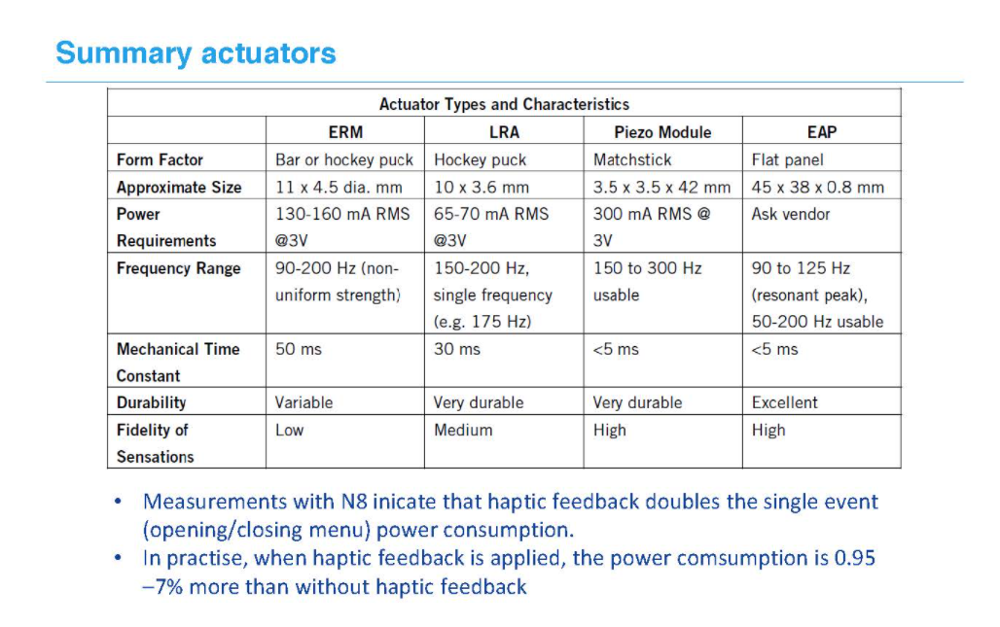 Summary actuators
Actuator Types and Characteristics
ERM LRA Piezo Module EAP
Form Factor Bar or hockey puck Hockey puck Matchstick Flat panel
Approximate Size 11 x 4.5 dia. mm 10 x 3.6 mm 3.5 x 3.5 x 42 mm 45 x 38 x 0.8 mm
Power 130-160 mA RMS 65-70 mA RMS 300 mA RMS @ Ask vendor
Requirements @3V @3V 3V
Frequency Range 90-200 Hz (non- 150-200 Hz, 150 to 300 Hz 90 to 125 Hz
uniform strength) single frequency usable (resonant peak),
(e.g. 175 Hz) 50-200 Hz usable
Mechanical Time 50 ms 30 ms <5 ms <5 ms
Constant
Durability Variable Very durable Very durable Excellent
Fidelity of Low Medium High High
Sensations
• Measurements with N8 inicate that haptic feedback doubles the single event
(opening/closing menu) power consumption.
• In practise, when haptic feedback is applied, the power comsumption is 0.95
–7% more than without haptic feedback